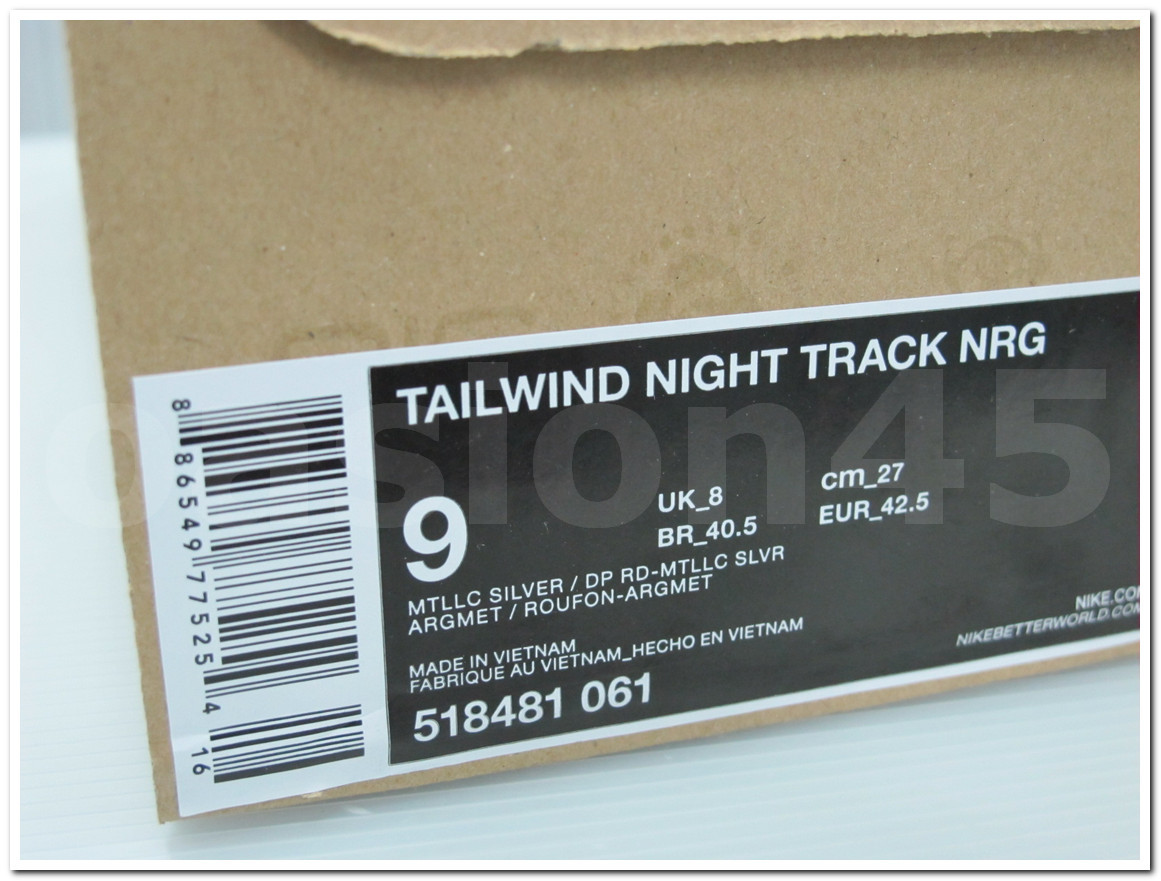 TAILWIND NIGHT TRACK NRG
9
UK_8
cm_27
BR_40.5
EUR_42.5
MTLLC SILVER / DP RD-MTLLC SLVR
ARGMET / ROUFON-ARGMET
MADE IN VIETNAM
FABRIQUE AU VIETNAM_HECHO EN VIETNAM
518481 061
NIKE.CO
NIKEBETTERWORLD.COM
8 86549 77525 4
16
oasion45